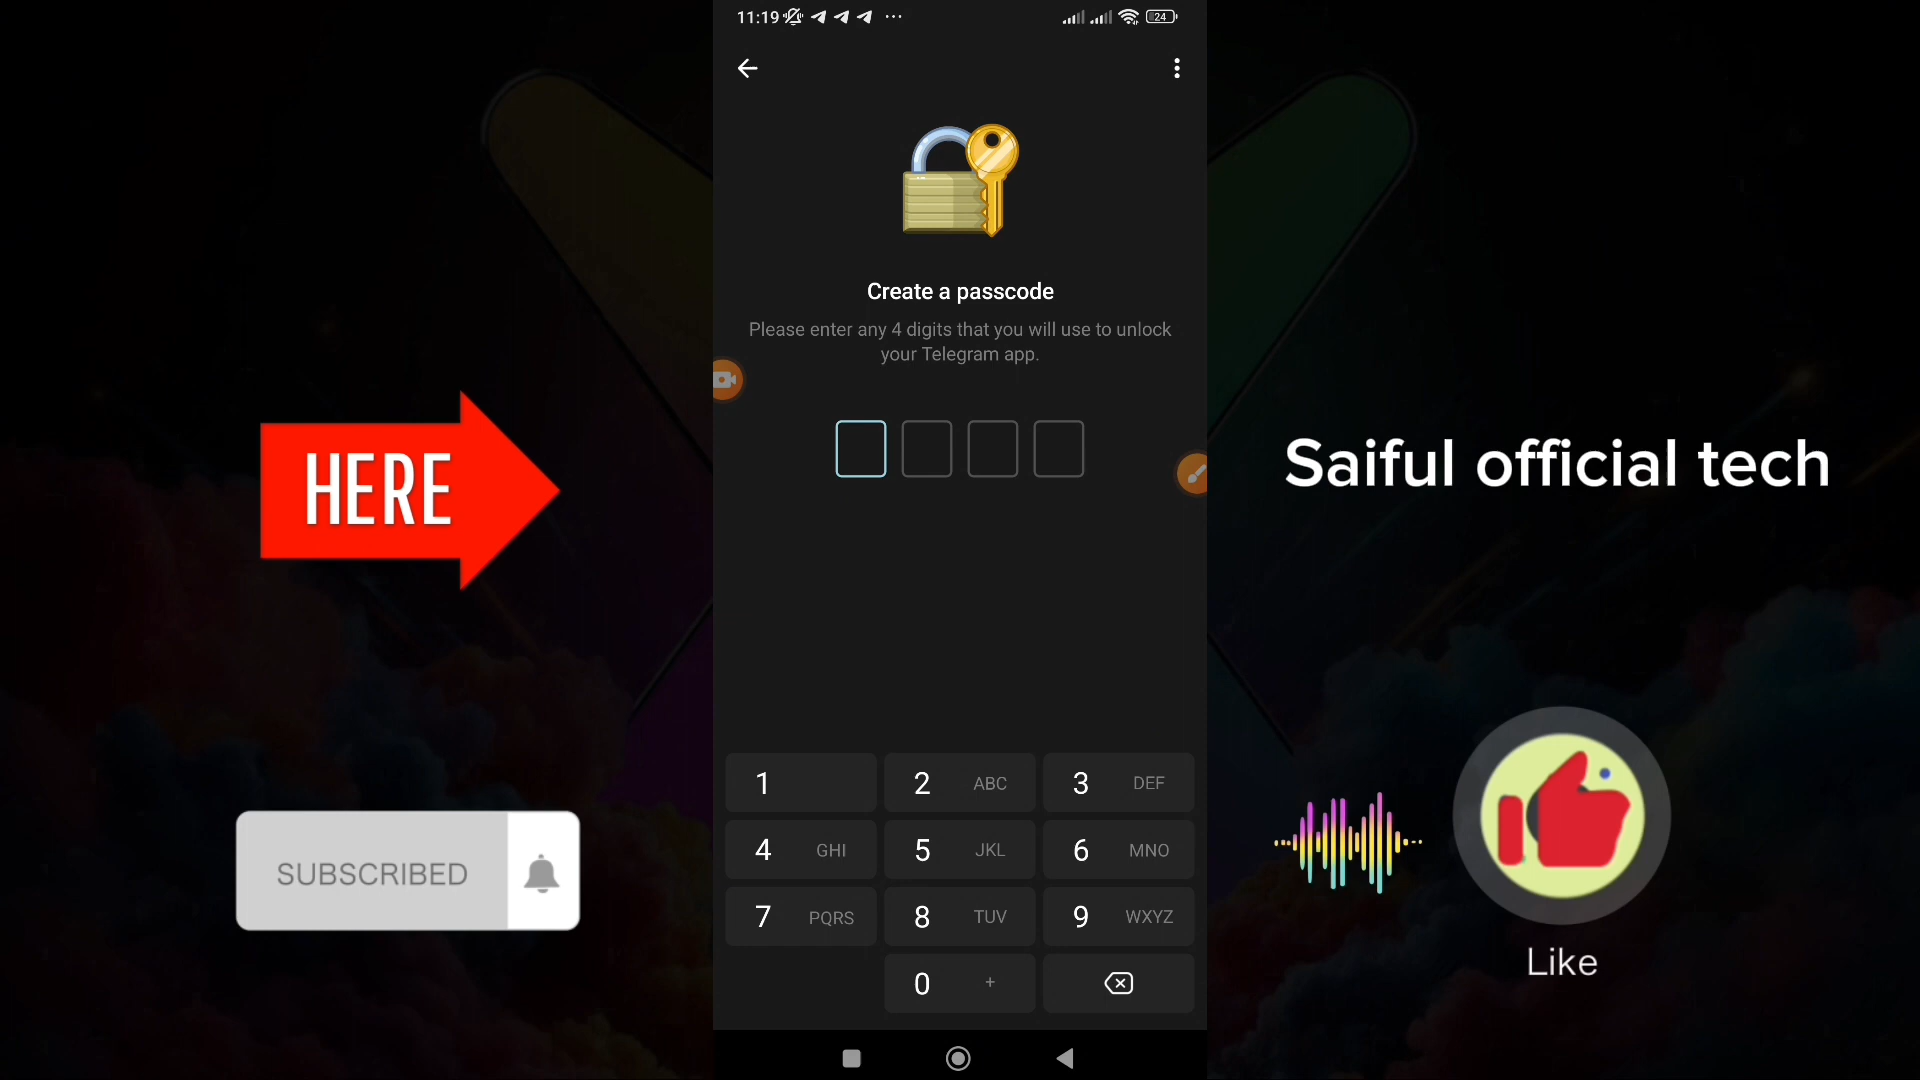 11:19
24
Create a passcode
Please enter any 4 digits that you will use to unlock
your Telegram app.
HERE
Saiful official tech
1
2 ABC
3 DEF
4 GHI
5 JKL
6 MNO
7 PQRS
8 TUV
9 WXYZ
0 +
SUBSCRIBED
Like